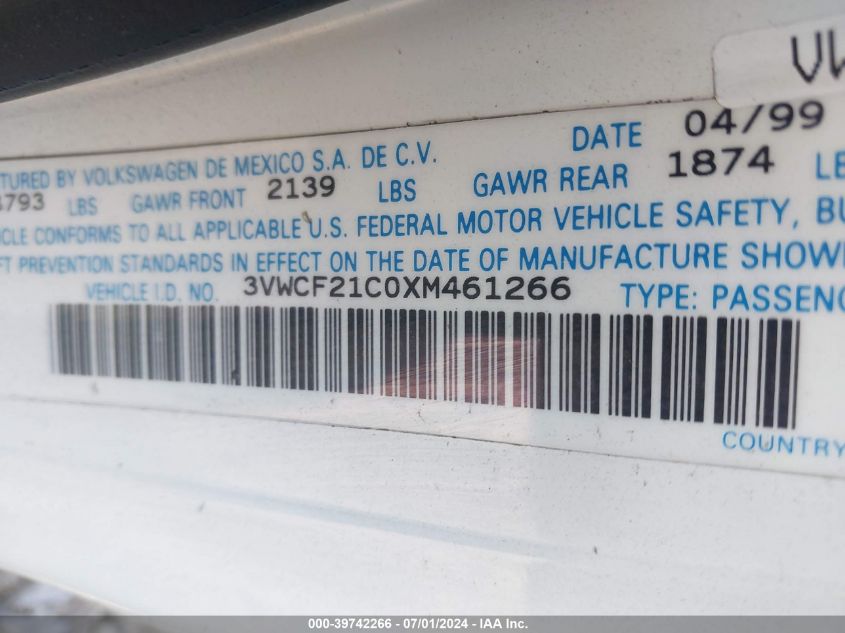 VW
TURED BY VOLKSWAGEN DE MEXICO S.A. DE C.V. DATE 04/99
3793 LBS GAWR FRONT 2139 LBS GAWR REAR 1874 LB
ICLE CONFORMS TO ALL APPLICABLE U.S. FEDERAL MOTOR VEHICLE SAFETY, BU
FT PREVENTION STANDARDS IN EFFECT ON THE DATE OF MANUFACTURE SHOWN
VEHICLE I.D. NO. 3VWCF21C0XM461266 TYPE: PASSENG
COUNTRY
000-39742266 - 07/01/2024 - IAA Inc.